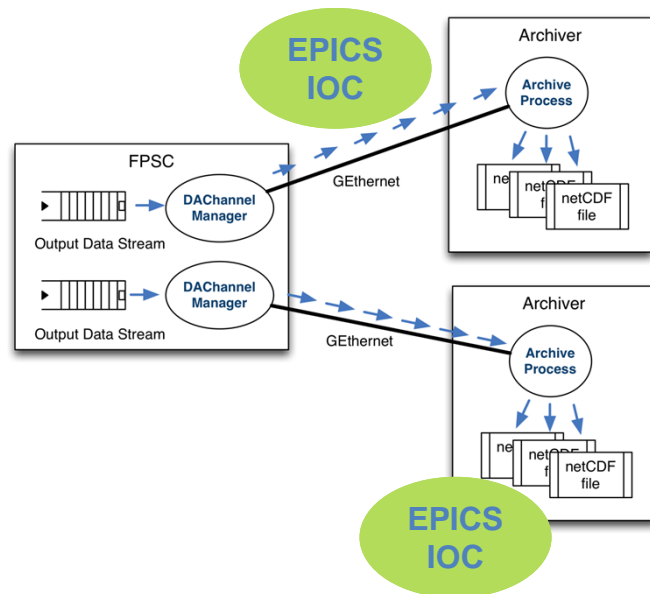 EPICS
IOC
Archiver
Archive
Process
netCDF
file
FPSC
GEthernet
DAChannel
Manager
Output Data Stream
DAChannel
Manager
Output Data Stream
GEthernet
Archiver
Archive
Process
netCDF
file
EPICS
IOC